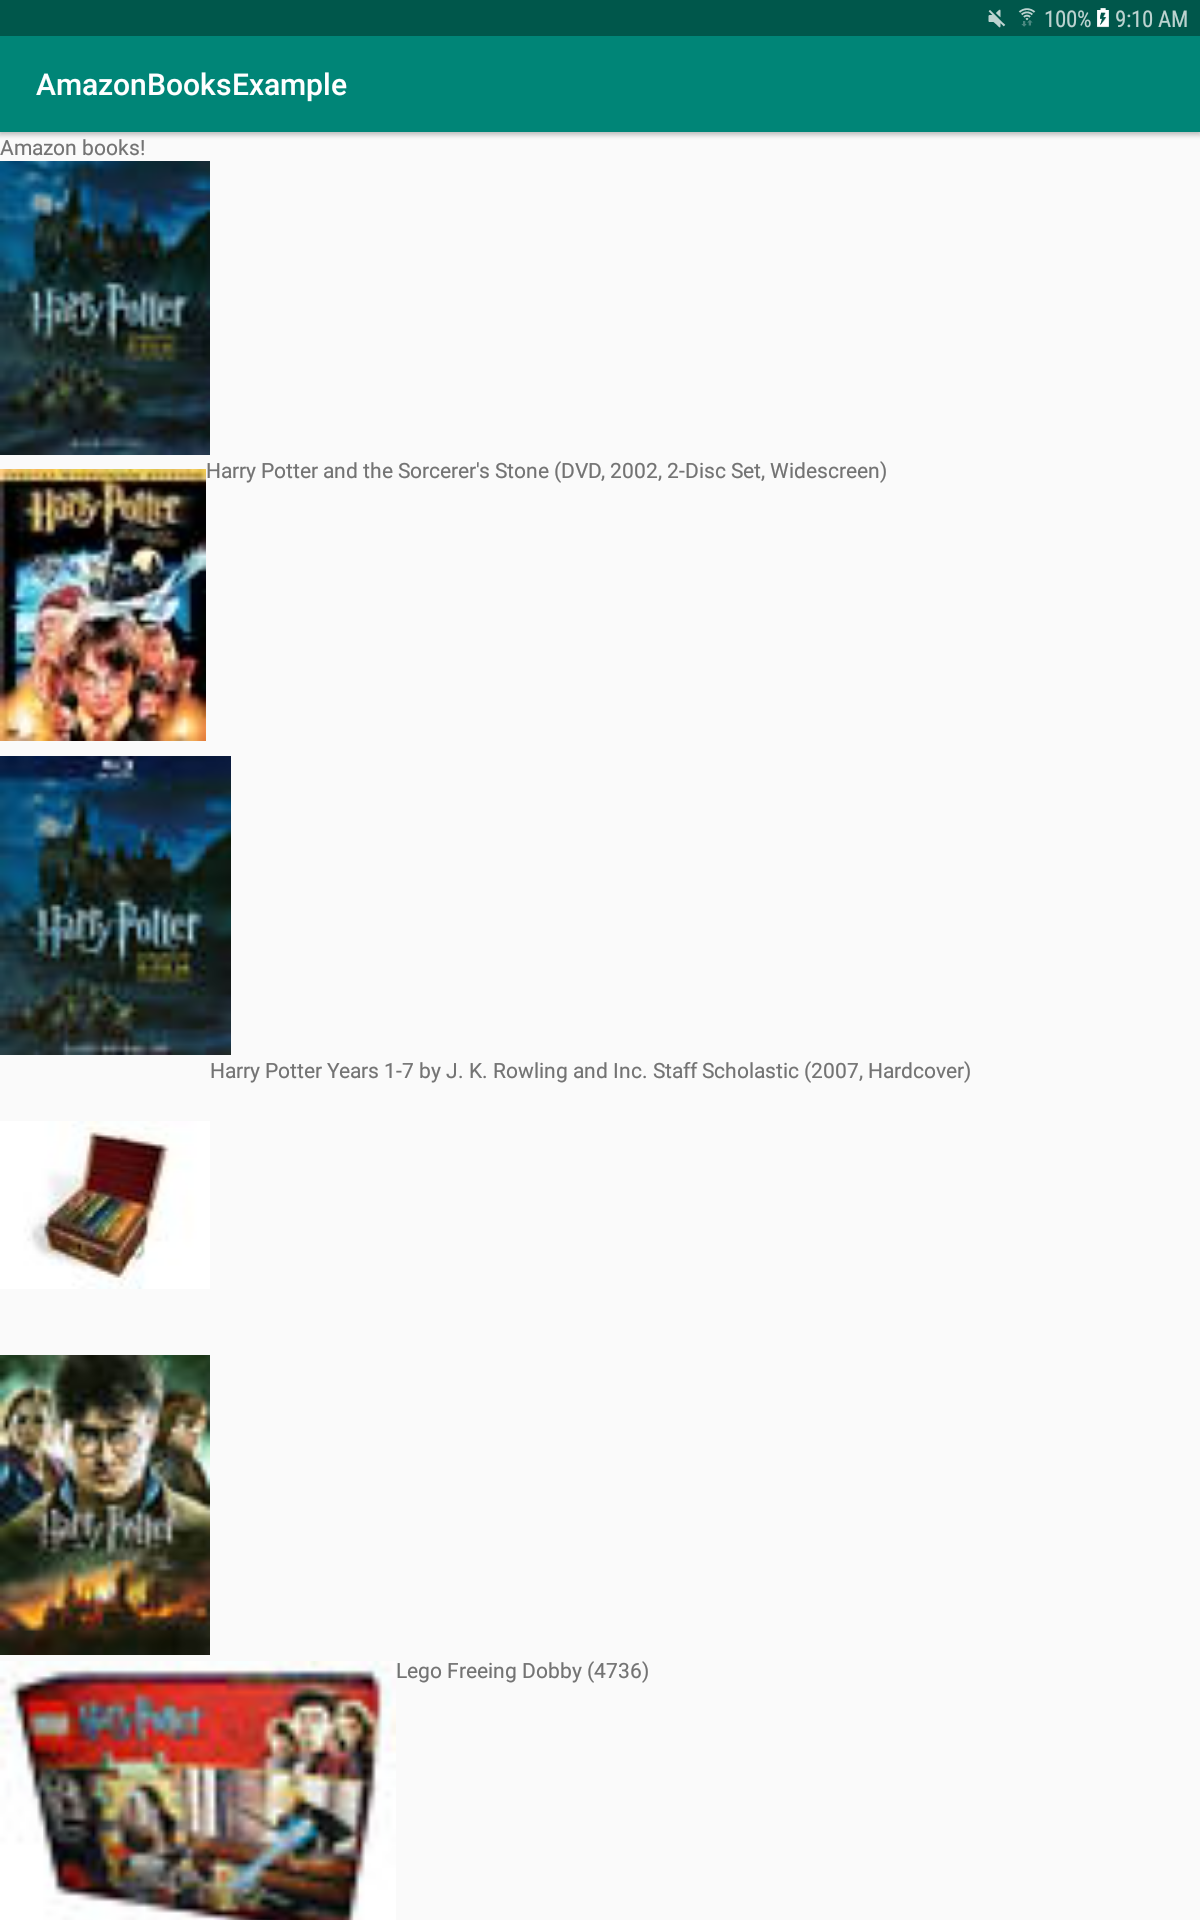 100% 9:10 AM
AmazonBooksExample
Amazon books!
Harry Potter
Harry Potter and the Sorcerer's Stone (DVD, 2002, 2-Disc Set, Widescreen)
Harry Potter
Harry Potter
Harry Potter Years 1-7 by J. K. Rowling and Inc. Staff Scholastic (2007, Hardcover)
Harry Potter
Lego Freeing Dobby (4736)
Harry Potter